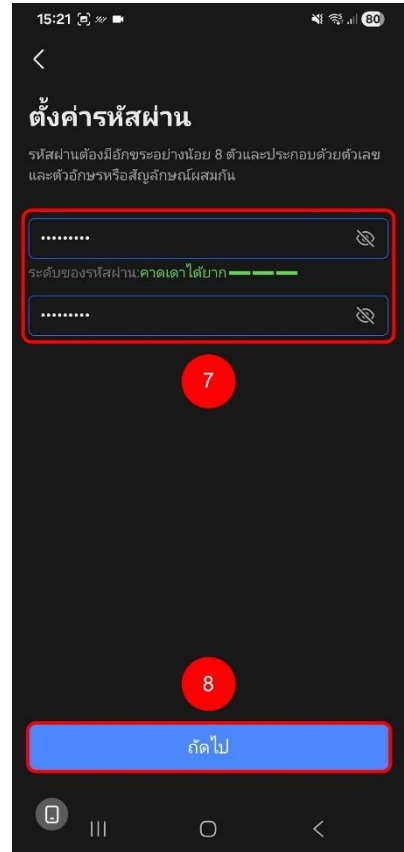 15:21
80
ตั้งค่ารหัสผ่าน
รหัสผ่านต้องมีอักขระอย่างน้อย 8 ตัวและประกอบด้วยตัวเลข
และตัวอักษรหรือสัญลักษณ์ผสมกัน
•••••••••
ระดับของรหัสผ่าน:คาดเดาได้ยาก
•••••••••
7
8
ถัดไป